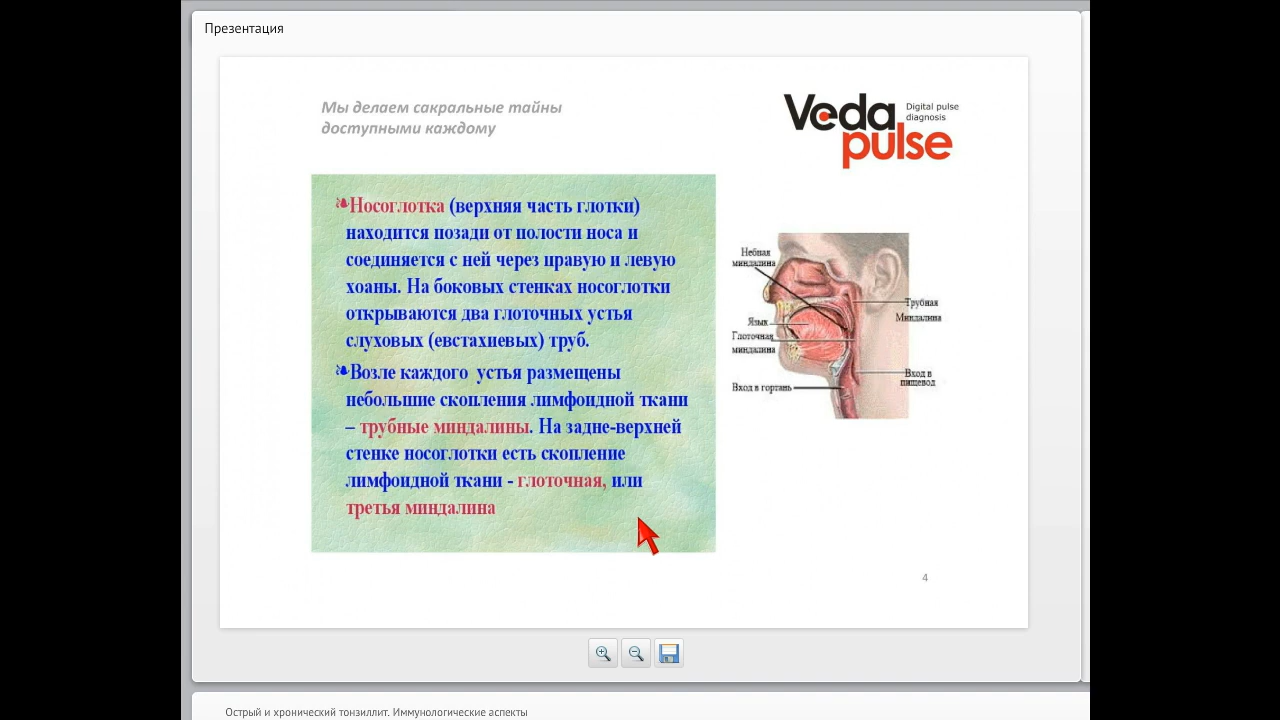 Презентация
Мы делаем сакральные тайны
доступными каждому
Veda
pulse
Digital pulse
diagnosis
Носоглотка (верхняя часть глотки)
находится позади от полости носа и
соединяется с ней через правую и левую
хоаны. На боковых стенках носоглотки
открываются два глоточных устья
слуховых (евстахиевых) труб.
Возле каждого устья размещены
небольшие скопления лимфоидной ткани
– трубные миндалины. На задне-верхней
стенке носоглотки есть скопление
лимфоидной ткани - глоточная, или
третья миндалина
Небная
миндалина
Язык
Глоточная
миндалина
Вход в гортань
Трубная
Миндалина
Вход в
пищевод
4
Острый и хронический тонзиллит. Иммунологические аспекты